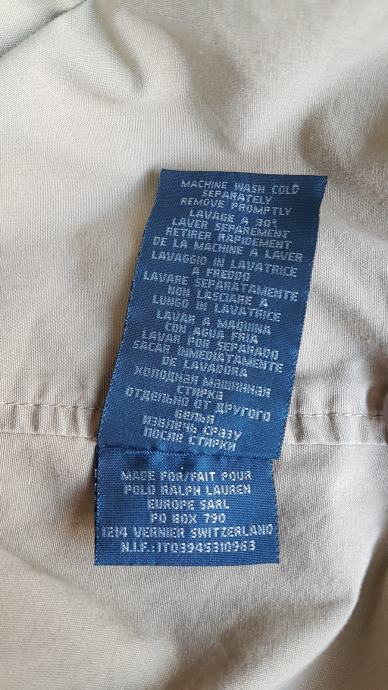 MACHINE WASH COLD
SEPARATELY
REMOVE PROMPTLY
LAVAGE A 30°
LAVER SEPAREMENT
RETIRER RAPIDEMENT
DE LA MACHINE A LAVER
LAVAGGIO IN LAVATRICE
A FREDDO
LAVARE SEPARATAMENTE
NON LASCIARE A
LUNGO IN LAVATRICE
LAVAR A MAQUINA
CON AGUA FRIA
LAVAR POR SEPARADO
SACAR INMEDIATAMENTE
DE LAVADORA
ХОЛОДНАЯ МАШИННАЯ
СТИРКА
ОТДЕЛЬНО ОТ ДРУГОГО
БЕЛЬЯ
ИЗВЛЕЧЬ СРАЗУ
ПОСЛЕ СТИРКИ
MADE FOR/FAIT POUR
POLO RALPH LAUREN
EUROPE SARL
PO BOX 790
1214 VERNIER SWITZERLAND
N.I.F.:IT03945310963